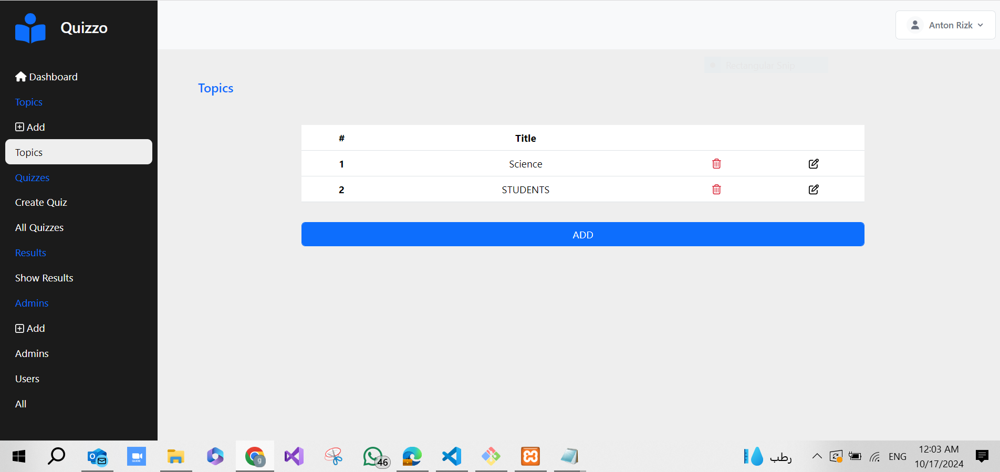 Quizzo
Anton Rizk
Dashboard
Topics
Add
Topics
Quizzes
Create Quiz
All Quizzes
Results
Show Results
Admins
Add
Admins
Users
All
Rectangular Snip
Topics
# Title
1 Science
2 STUDENTS
ADD
GUIDE
g
46
رطب
ENG
12:03 AM
10/17/2024